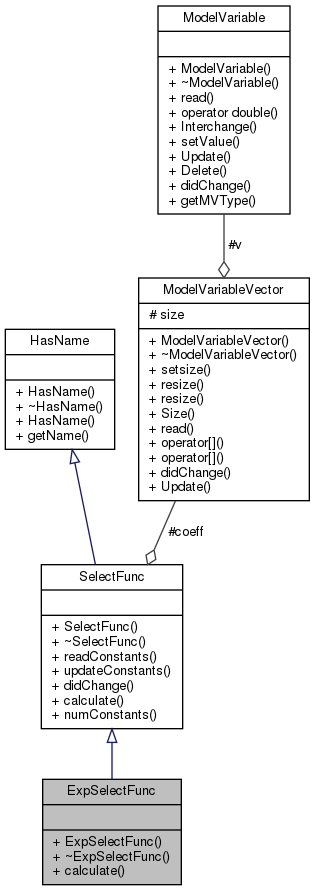 ModelVariable
+ ModelVariable()
+ ~ModelVariable()
+ read()
+ operator double()
+ Interchange()
+ setValue()
+ Update()
+ Delete()
+ didChange()
+ getMVType()
#v
ModelVariableVector
# size
+ ModelVariableVector()
+ ~ModelVariableVector()
+ setsize()
+ resize()
+ resize()
+ Size()
+ read()
+ operator[]()
+ operator[]()
+ didChange()
+ Update()
HasName
+ HasName()
+ ~HasName()
+ HasName()
+ getName()
#coeff
SelectFunc
+ SelectFunc()
+ ~SelectFunc()
+ readConstants()
+ updateConstants()
+ didChange()
+ calculate()
+ numConstants()
ExpSelectFunc
+ ExpSelectFunc()
+ ~ExpSelectFunc()
+ calculate()